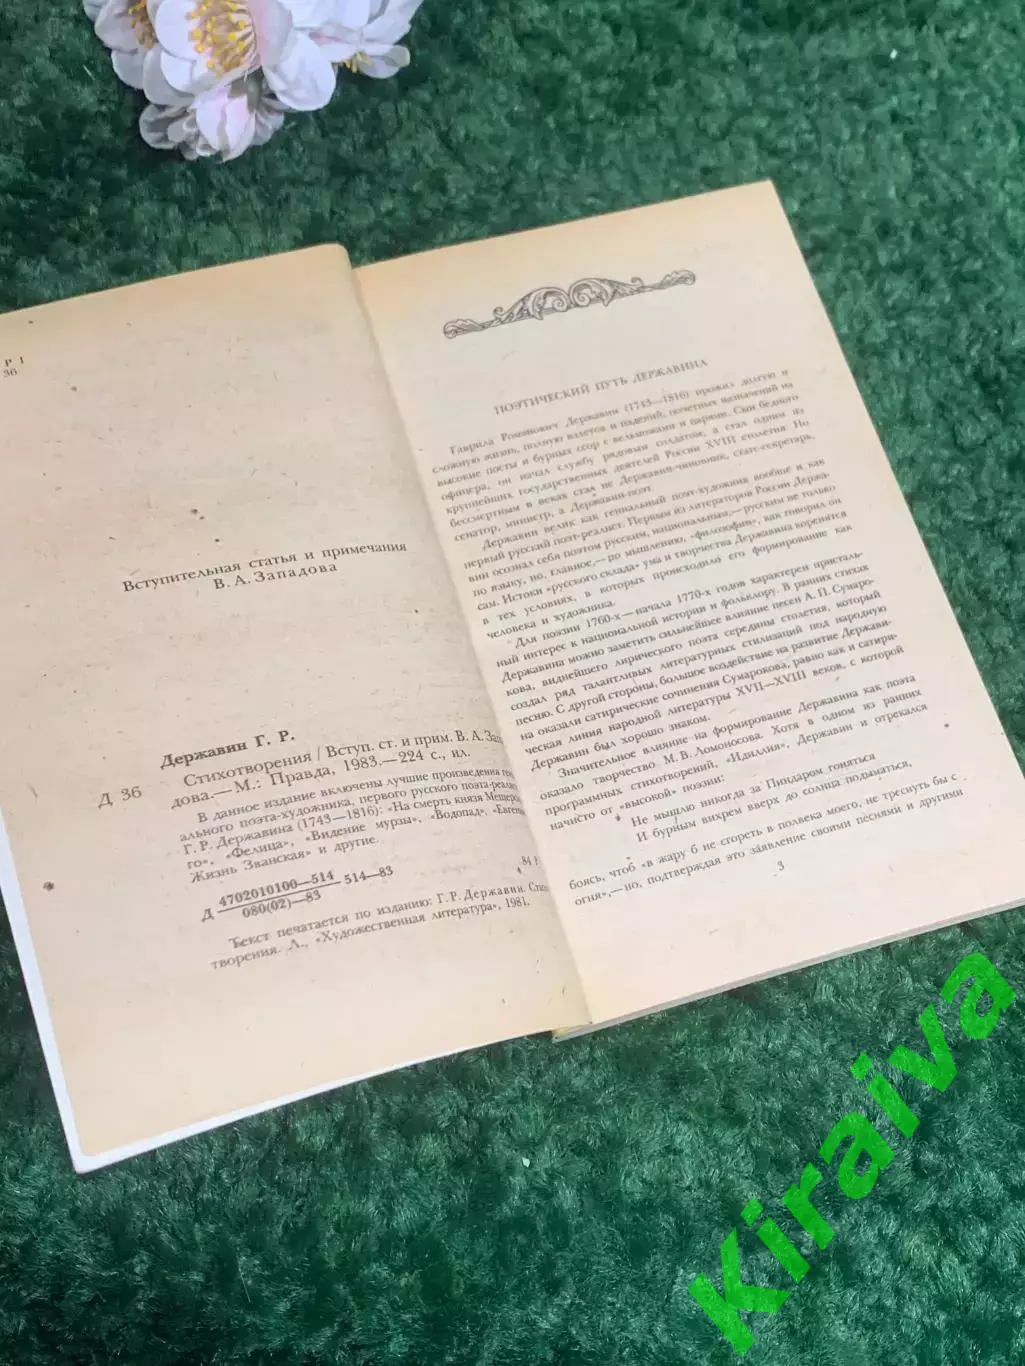 Р 1
36
Вступительная статья и примечания
В. А. ЗАПАДОВА
Державин Г. Р.
Д 36
Стихотворения / Вступ. ст. и прим. В. А. Запа-
дова.— М.: Правда, 1983.—224 с., ил.
В данное издание включены лучшие произведения гени-
ального поэта-художника, первого русского поэта-реалиста
Г. Р. Державина (1743—1816): «На смерть князя Мещерско-
го», «Фелица», «Видение мурзы», «Водопад», «Евгению.
Жизнь Званская» и другие.
Д 4702010100—514 514—83
080(02)—83
84 Р
Текст печатается по изданию: Г. Р. Державин. Стихо-
творения. Л., «Художественная литература», 1981.
ПОЭТИЧЕСКИЙ ПУТЬ ДЕРЖАВИНА
Гаврила Романович Державин (1743—1816) прожил долгую и
сложную жизнь, полную взлетов и падений, почетных назначений на
высокие посты и бурных ссор с вельможами и царями. Сын бедного
офицера, он начал службу рядовым солдатом, а стал одним из
крупнейших государственных деятелей России XVIII столетия. Но
бессмертным в веках стал не Державин-чиновник, статс-секретарь,
сенатор, министр, а Державин-поэт.
Державин велик как гениальный поэт-художник вообще и как
первый русский поэт-реалист. Первым из литераторов России Держа-
вин осознал себя поэтом русским, национальным,— русским не только
по языку, но, главное,— по мышлению, «философии», как говорил он
сам. Истоки «русского склада» ума и творчества Державина коренятся
в тех условиях, в которых происходило его формирование как
человека и художника.
Для поэзии 1760-х—начала 1770-х годов характерен присталь-
ный интерес к национальной истории и фольклору. В ранних стихах
Державина можно заметить сильнейшее влияние песен А. П. Сумаро-
кова, виднейшего лирического поэта середины столетия, который
создал ряд талантливых литературных стилизаций под народную
песню. С другой стороны, большое воздействие на развитие Держави-
на оказали сатирические сочинения Сумарокова, равно как и сатири-
ческая линия народной литературы XVII—XVIII веков, с которой
Державин был хорошо знаком.
Значительное влияние на формирование Державина как поэта
оказало творчество М. В. Ломоносова. Хотя в одном из ранних
программных стихотворений, «Идиллия», Державин и отрекался
начисто от «высокой» поэзии:
Не мышлю никогда за Пиндаром гоняться
И бурным вихрем вверх до солнца подыматься,
боясь, чтоб «в жару б не сгореть в полвека моего, не треснуть бы с
огня»,— но, подтверждая это заявление своими песнями и другими
3
Kiraiva